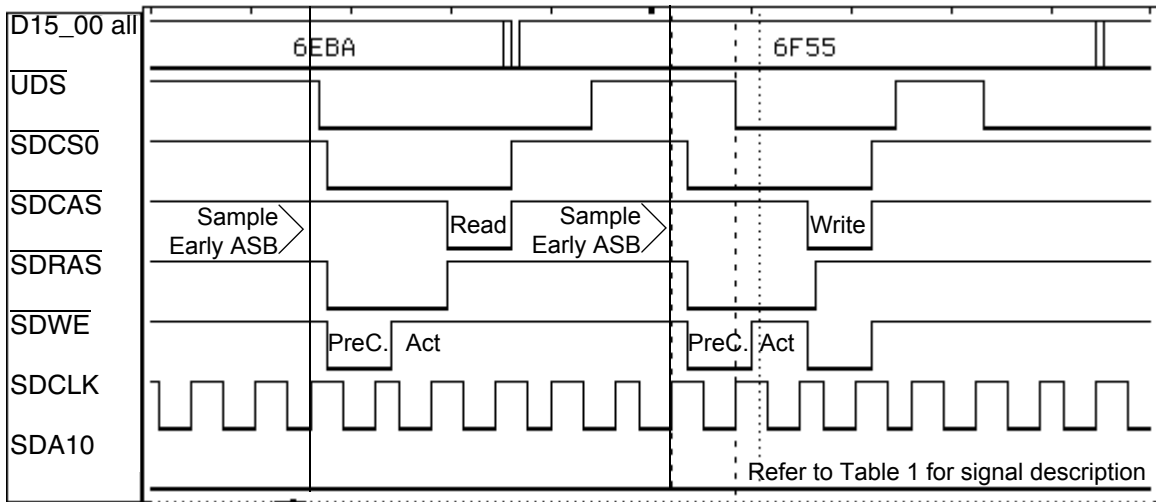 D15_00 all
6EBA
6F55
UDS
SDCS0
SDCAS
Sample
Early ASB
Read
Sample
Early ASB
Write
SDRAS
SDWE
PreC.
Act
PreC.
Act
SDCLK
SDA10
Refer to Table 1 for signal description